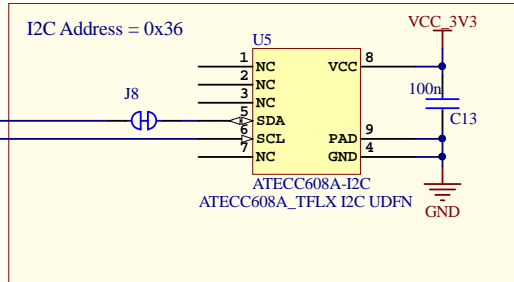 I2C Address = 0x36
VCC_3V3
U5
1 NC
2 NC
3 NC
5 SDA
6 SCL
7 NC
VCC 8
PAD 9
GND 4
J8
100n
C13
ATECC608A-I2C
ATECC608A_TFLX I2C UDFN
GND